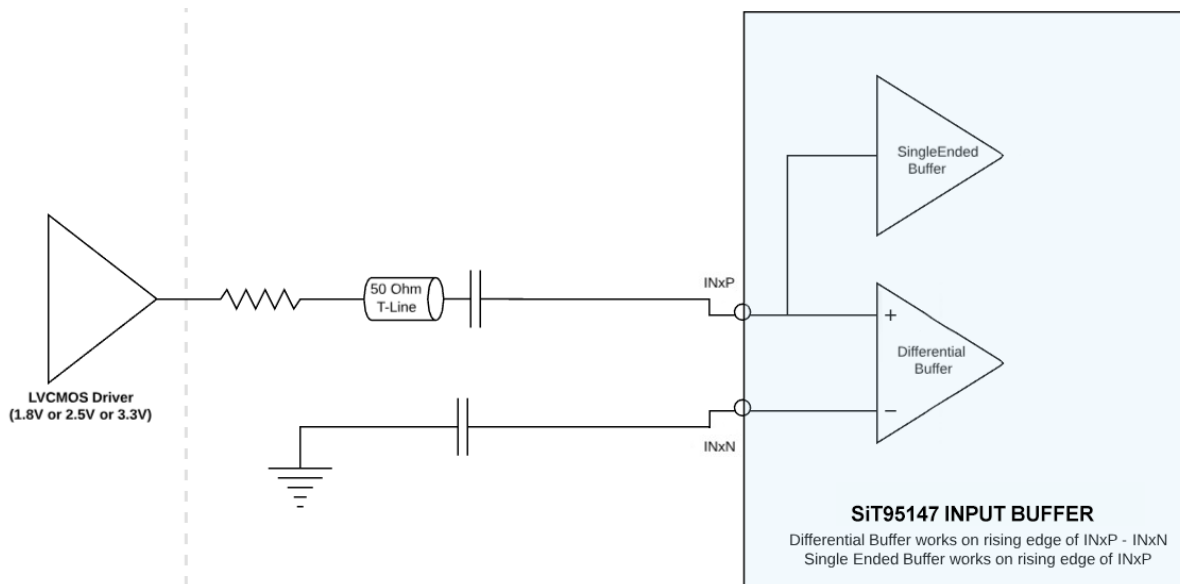 SingleEnded
Buffer
INxP
50 Ohm
T-Line
+
Differential
Buffer
−
LVCMOS Driver
(1.8V or 2.5V or 3.3V)
INxN
SiT95147 INPUT BUFFER
Differential Buffer works on rising edge of INxP - INxN
Single Ended Buffer works on rising edge of INxP